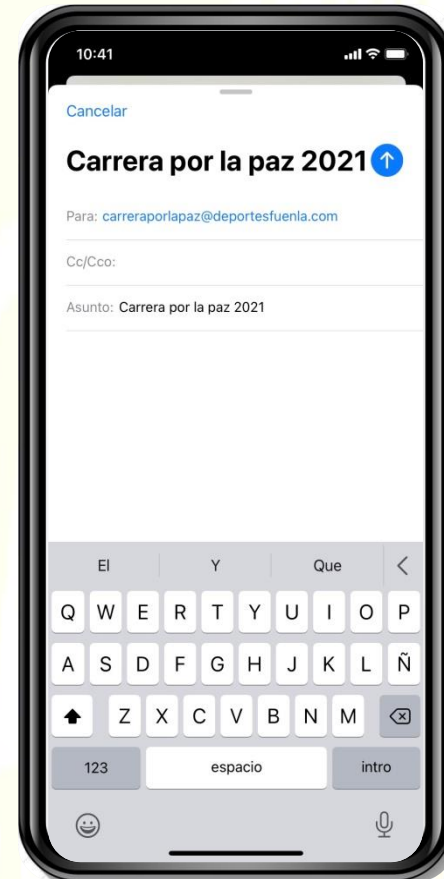 10:41
Cancelar
Carrera por la paz 2021
Para: carreraporlapaz@deportesfuenla.com
Cc/Cco:
Asunto: Carrera por la paz 2021
El Y Que
Q W E R T Y U I O P
A S D F G H J K L Ñ
Z X C V B N M
123 espacio intro